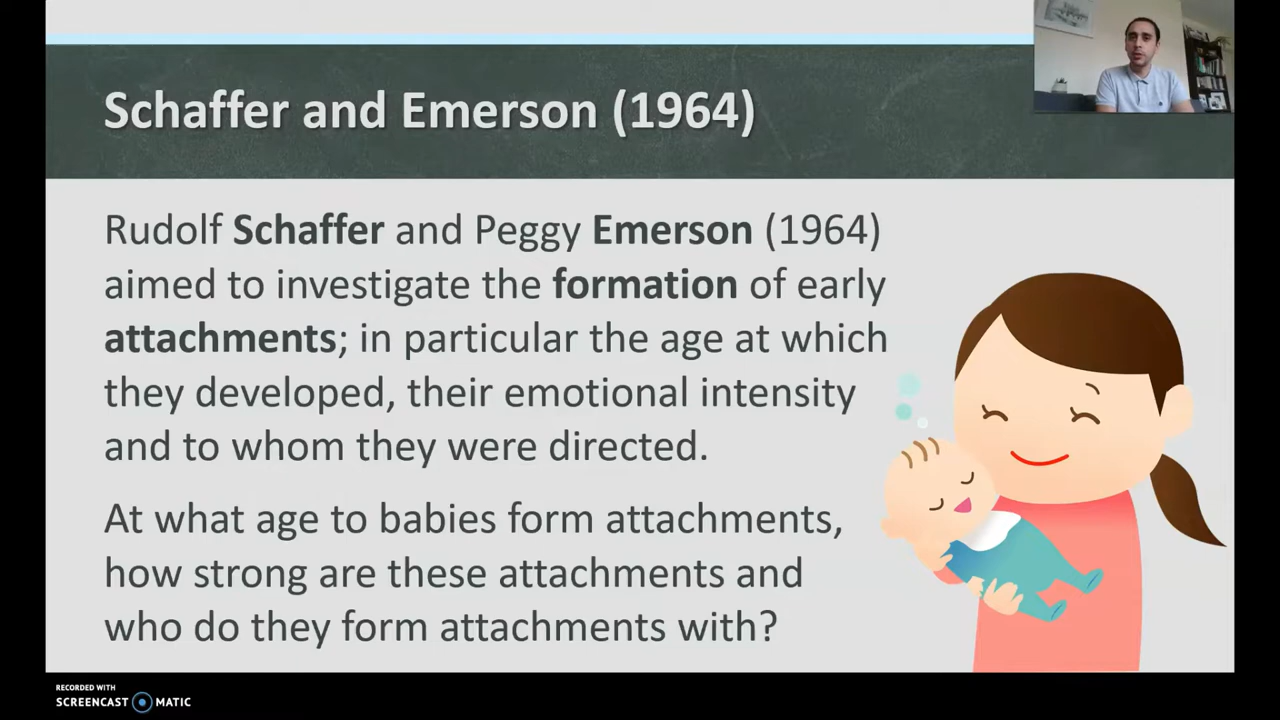 Schaffer and Emerson (1964)
Rudolf Schaffer and Peggy Emerson (1964)
aimed to investigate the formation of early
attachments; in particular the age at which
they developed, their emotional intensity
and to whom they were directed.
At what age to babies form attachments,
how strong are these attachments and
who do they form attachments with?
RECORDED WITH
SCREENCAST MATIC